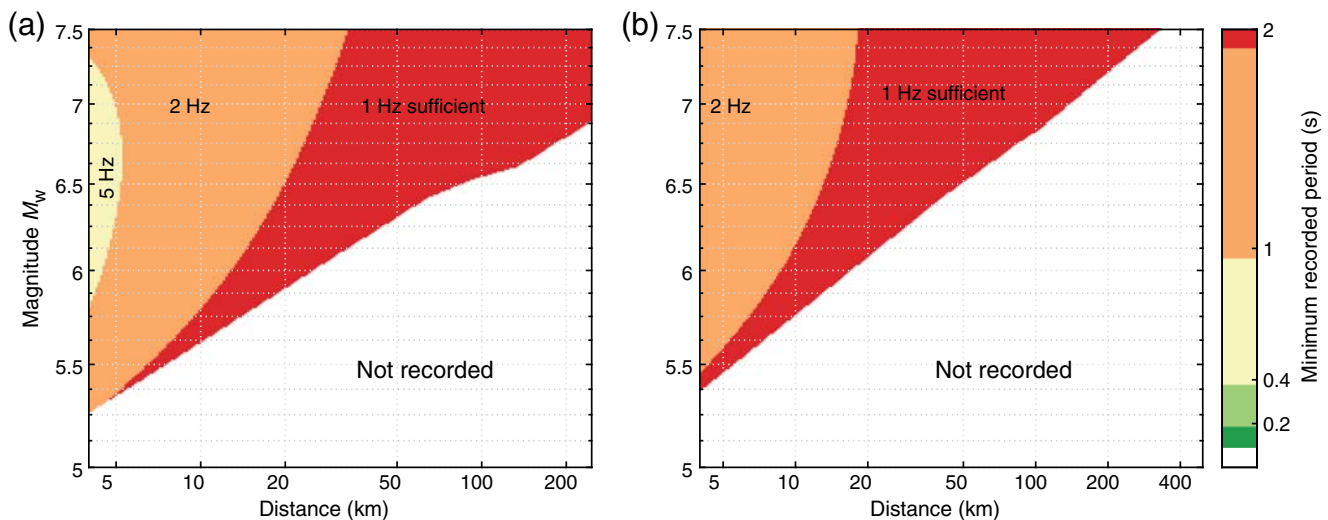 (a)
7.5
7
6.5
6
5.5
5
Magnitude Mw
5 Hz
2 Hz
1 Hz sufficient
Not recorded
5 10 20 50 100 200
Distance (km)
(b)
7.5
7
6.5
6
5.5
5
2 Hz
1 Hz sufficient
Not recorded
5 10 20 50 100 200 400
Distance (km)
2
1
0.4
0.2
Minimum recorded period (s)